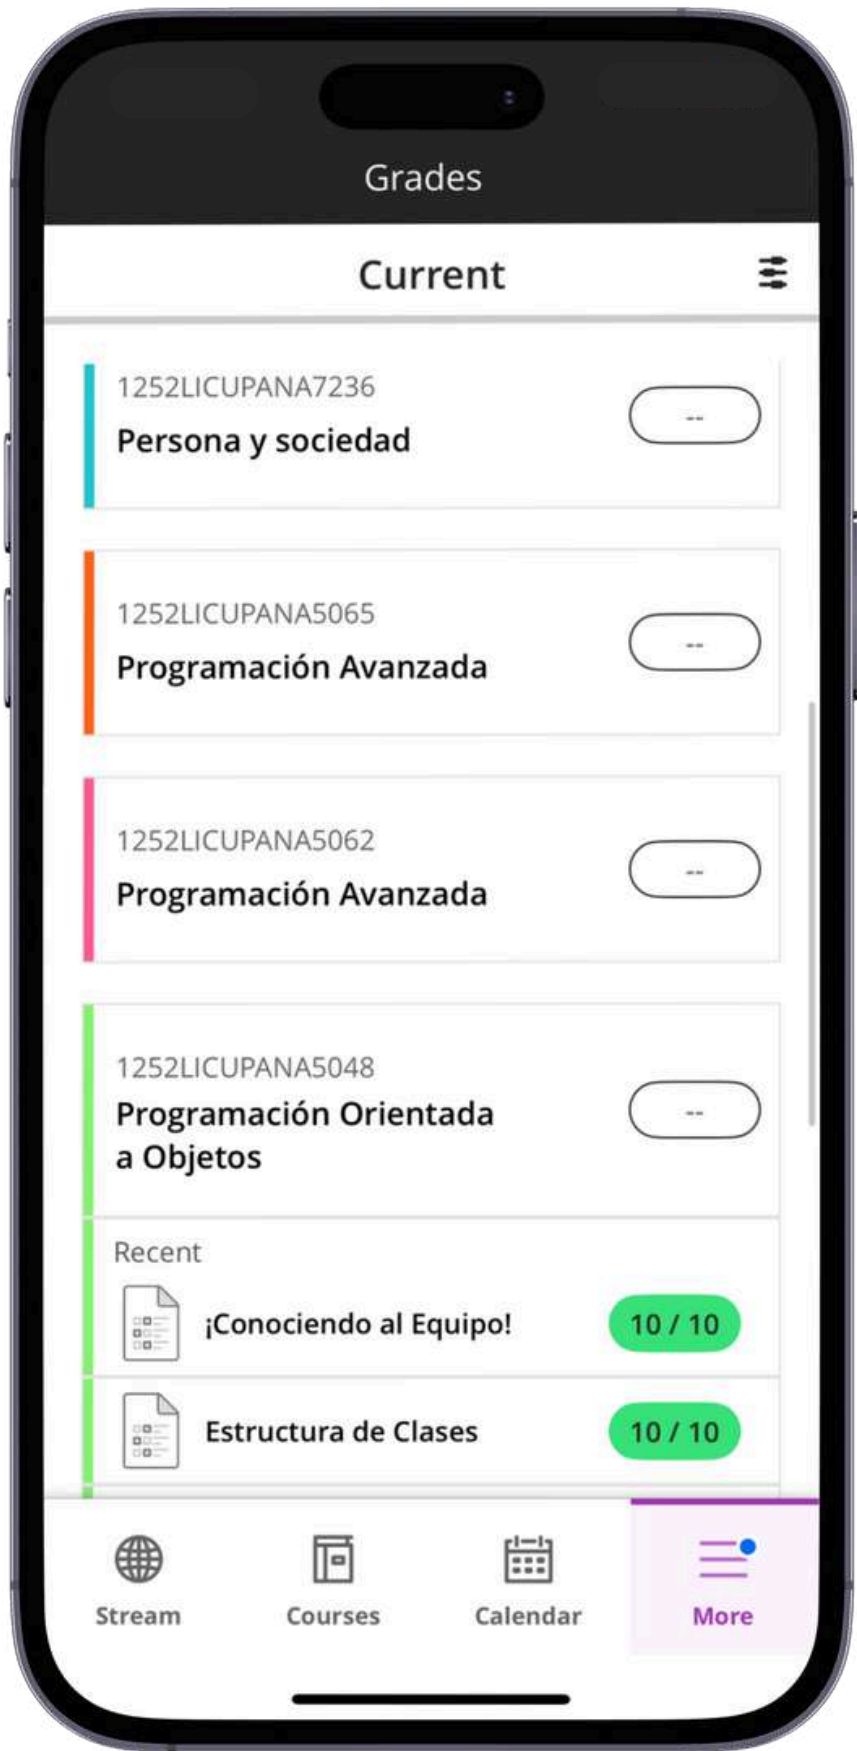 Grades
Current
1252LICUPANA7236
Persona y sociedad
--
1252LICUPANA5065
Programación Avanzada
--
1252LICUPANA5062
Programación Avanzada
--
1252LICUPANA5048
Programación Orientada
a Objetos
--
Recent
¡Conociendo al Equipo!
10 / 10
Estructura de Clases
10 / 10
Stream
Courses
Calendar
More